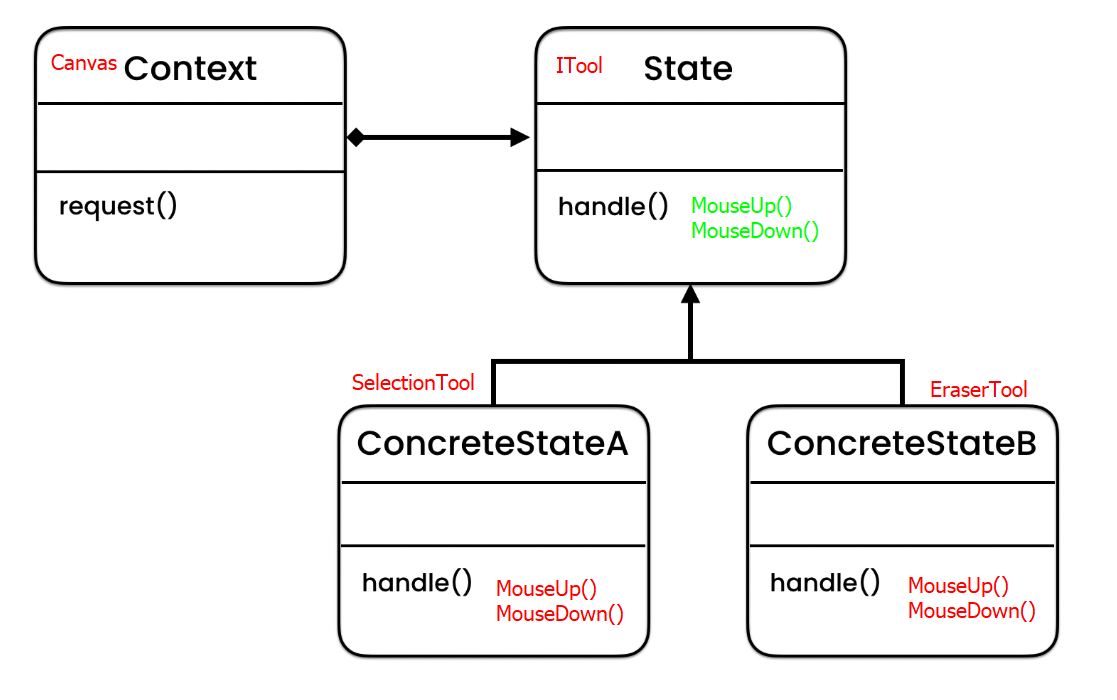 Canvas Context
ITool State
request()
handle() MouseUp()
MouseDown()
SelectionTool
EraserTool
ConcreteStateA
ConcreteStateB
handle() MouseUp()
MouseDown()
handle() MouseUp()
MouseDown()